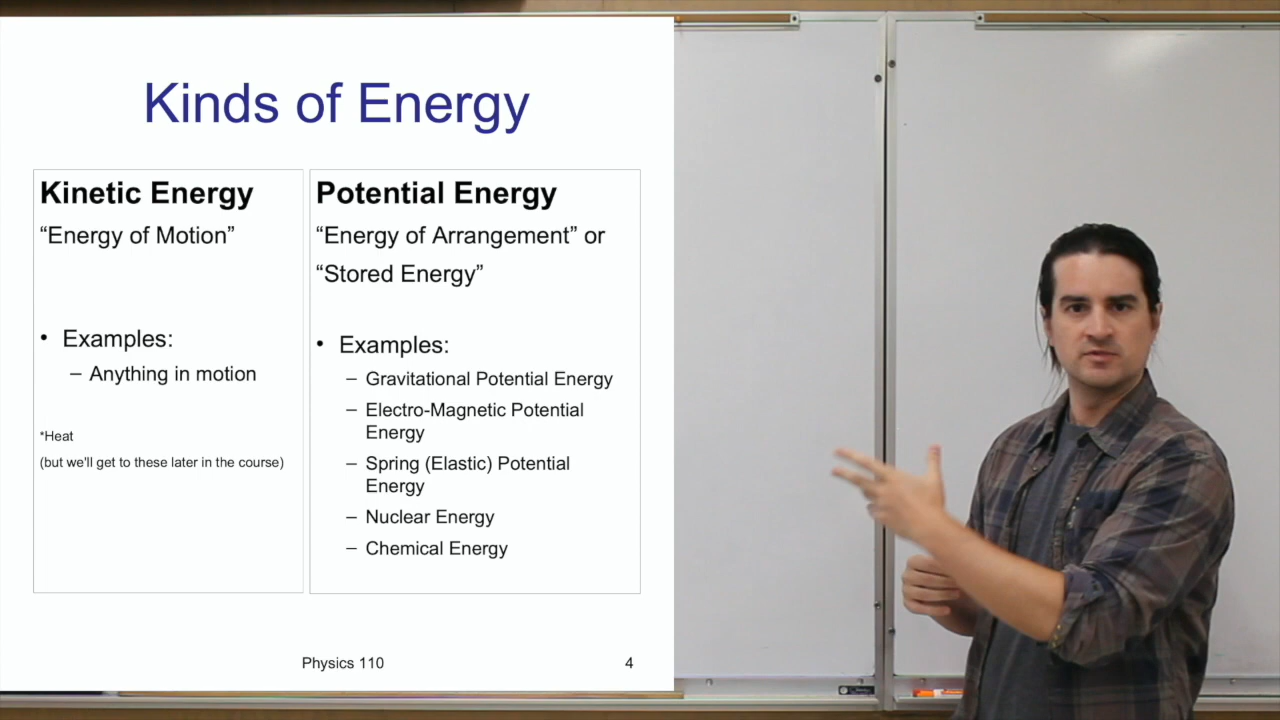 Kinds of Energy
Kinetic Energy
“Energy of Motion”
• Examples:
– Anything in motion
*Heat
(but we'll get to these later in the course)
Potential Energy
“Energy of Arrangement” or
“Stored Energy”
• Examples:
– Gravitational Potential Energy
– Electro-Magnetic Potential
Energy
– Spring (Elastic) Potential
Energy
– Nuclear Energy
– Chemical Energy
Physics 110
4